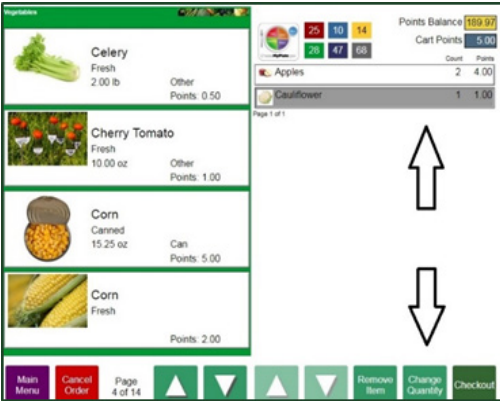 Vegetables
Celery
Fresh
2.00 lb
Other
Points: 0.50
Cherry Tomato
Fresh
10.00 oz
Other
Points: 1.00
Corn
Canned
15.25 oz
Can
Points: 5.00
Corn
Fresh
Points: 2.00
25 10 14
28 47 68
Points Balance 189.97
Cart Points 5.00
Count Points
Apples 2 4.00
Cauliflower 1 1.00
Page 1 of 1
Main Menu
Cancel Order
Page 4 of 14
Remove Item
Change Quantity
Checkout